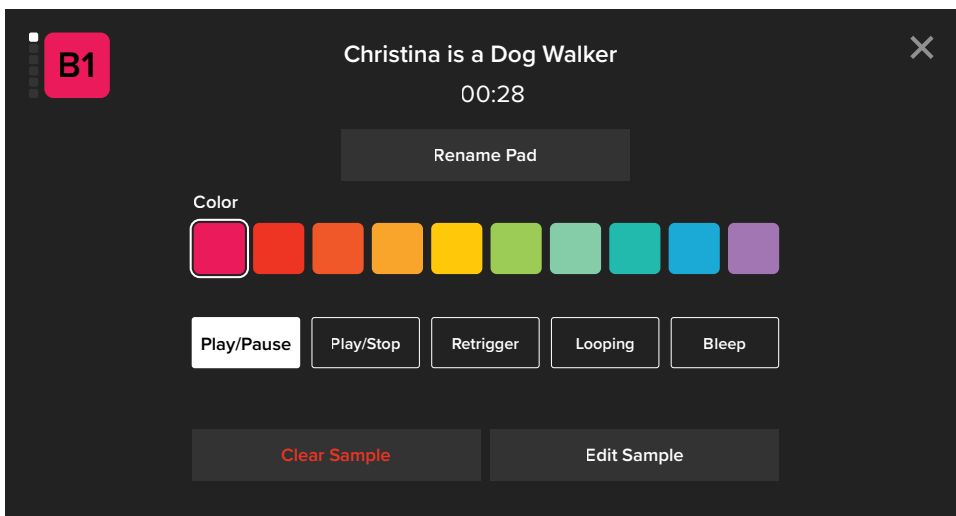 B1
Christina is a Dog Walker
00:28
Rename Pad
Color
Play/Pause Play/Stop Retrigger Looping Bleep
Clear Sample Edit Sample